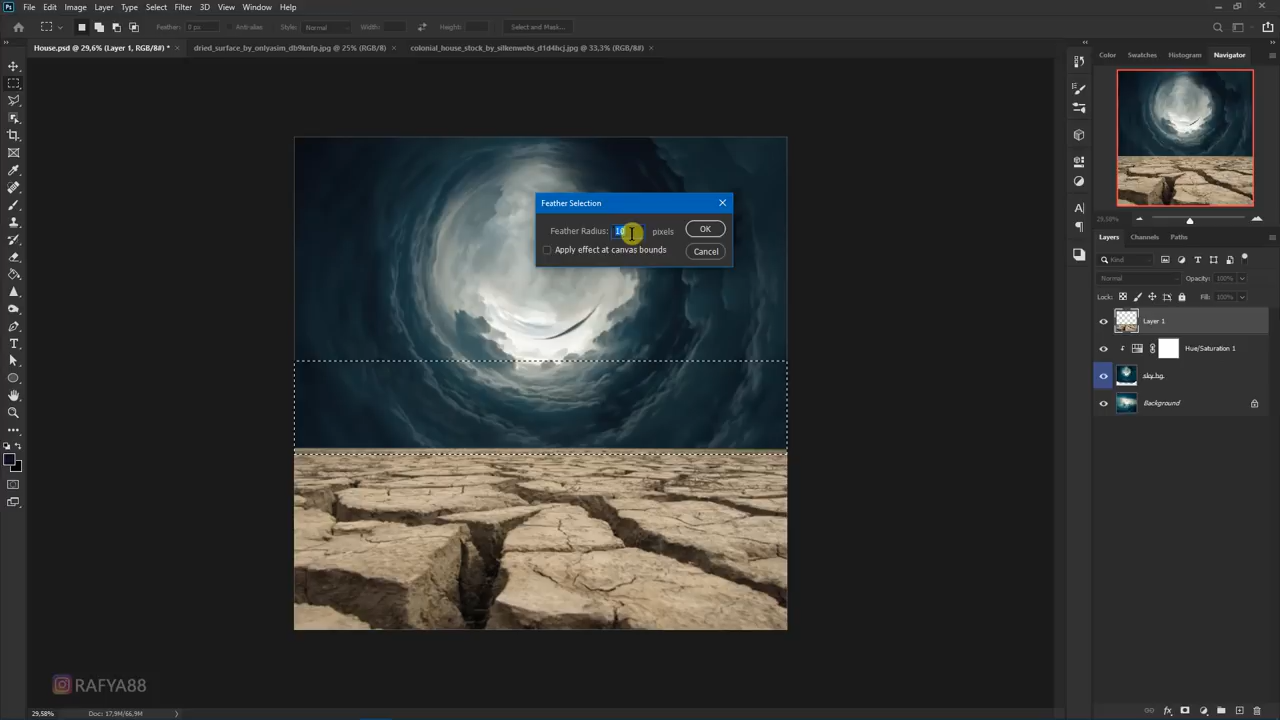 Ps File Edit Image Layer Type Select Filter 3D View Window Help
Feather: 0 px Anti-alias Style: Normal Width: Height: Select and Mask...
House.psd @ 29,6% (Layer 1, RGB/8#) * × dried_surface_by_onlyasim_db9knfp.jpg @ 25% (RGB/8) × colonial_house_stock_by_silkenwebs_d1d4hcj.jpg @ 33,3% (RGB/8#) ×
Color Swatches Histogram Navigator
Feather Selection
Feather Radius: 10 pixels OK
Apply effect at canvas bounds Cancel
29,58%
Layers Channels Paths
Kind
Normal Opacity: 100%
Lock: Fill: 100%
Layer 1
Hue/Saturation 1
sky bg
Background
RAFYA88
29,58% Doc: 17,9M/66,9M